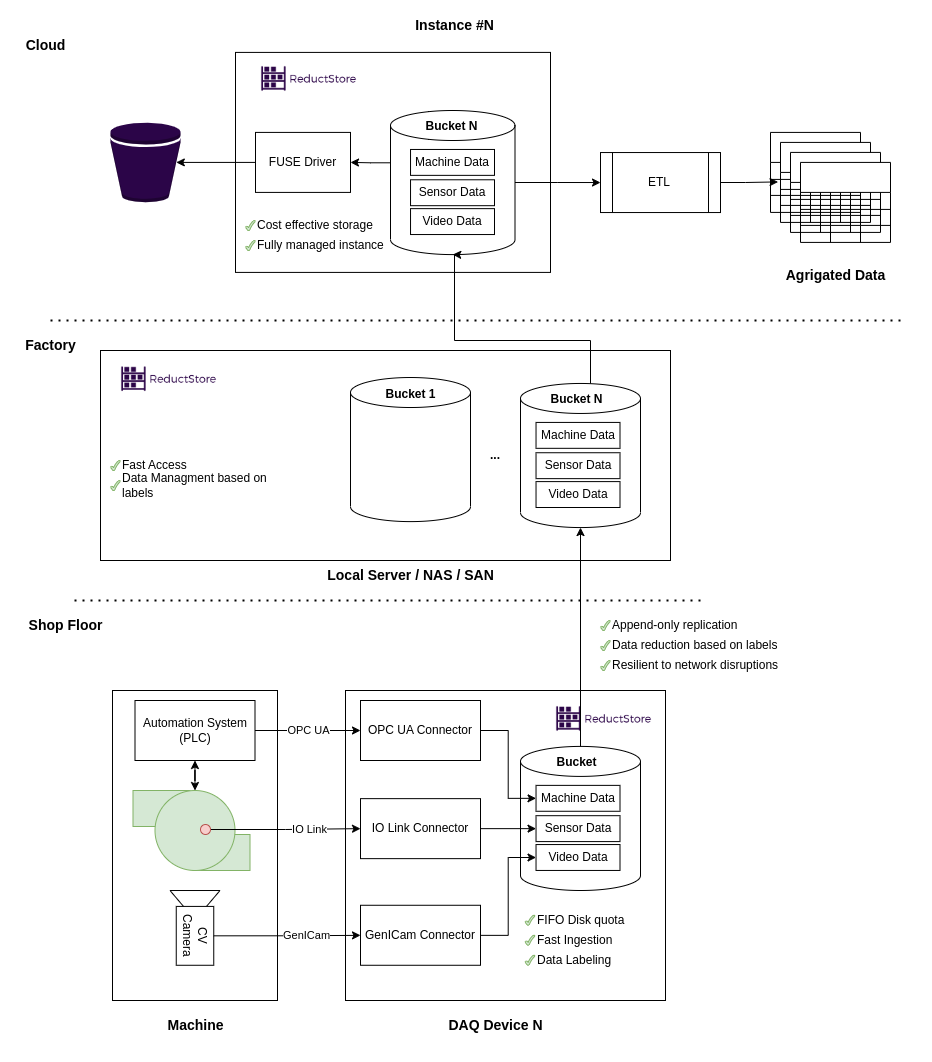 Instance #N
Cloud
ReductStore
Bucket N
Machine Data
Sensor Data
Video Data
FUSE Driver
Cost effective storage
Fully managed instance
ETL
Agrigated Data
Factory
ReductStore
Bucket 1
Bucket N
Machine Data
...
Sensor Data
Video Data
Fast Access
Data Managment based on
labels
Local Server / NAS / SAN
Shop Floor
Append-only replication
Data reduction based on labels
Resilient to network disruptions
Automation System
(PLC)
OPC UA
OPC UA Connector
ReductStore
Bucket
Machine Data
Sensor Data
Video Data
IO Link
IO Link Connector
CV
Camera
GenICam
GenICam Connector
FIFO Disk quota
Fast Ingestion
Data Labeling
Machine
DAQ Device N